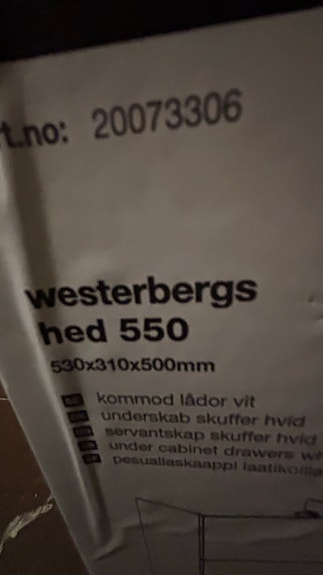 t.no: 20073306
westerbergs
hed 550
530x310x500mm
kommod lådor vit
underskab skuffer hvid
servantskap skuffer hvid
under cabinet drawers
pesuallaskaappi